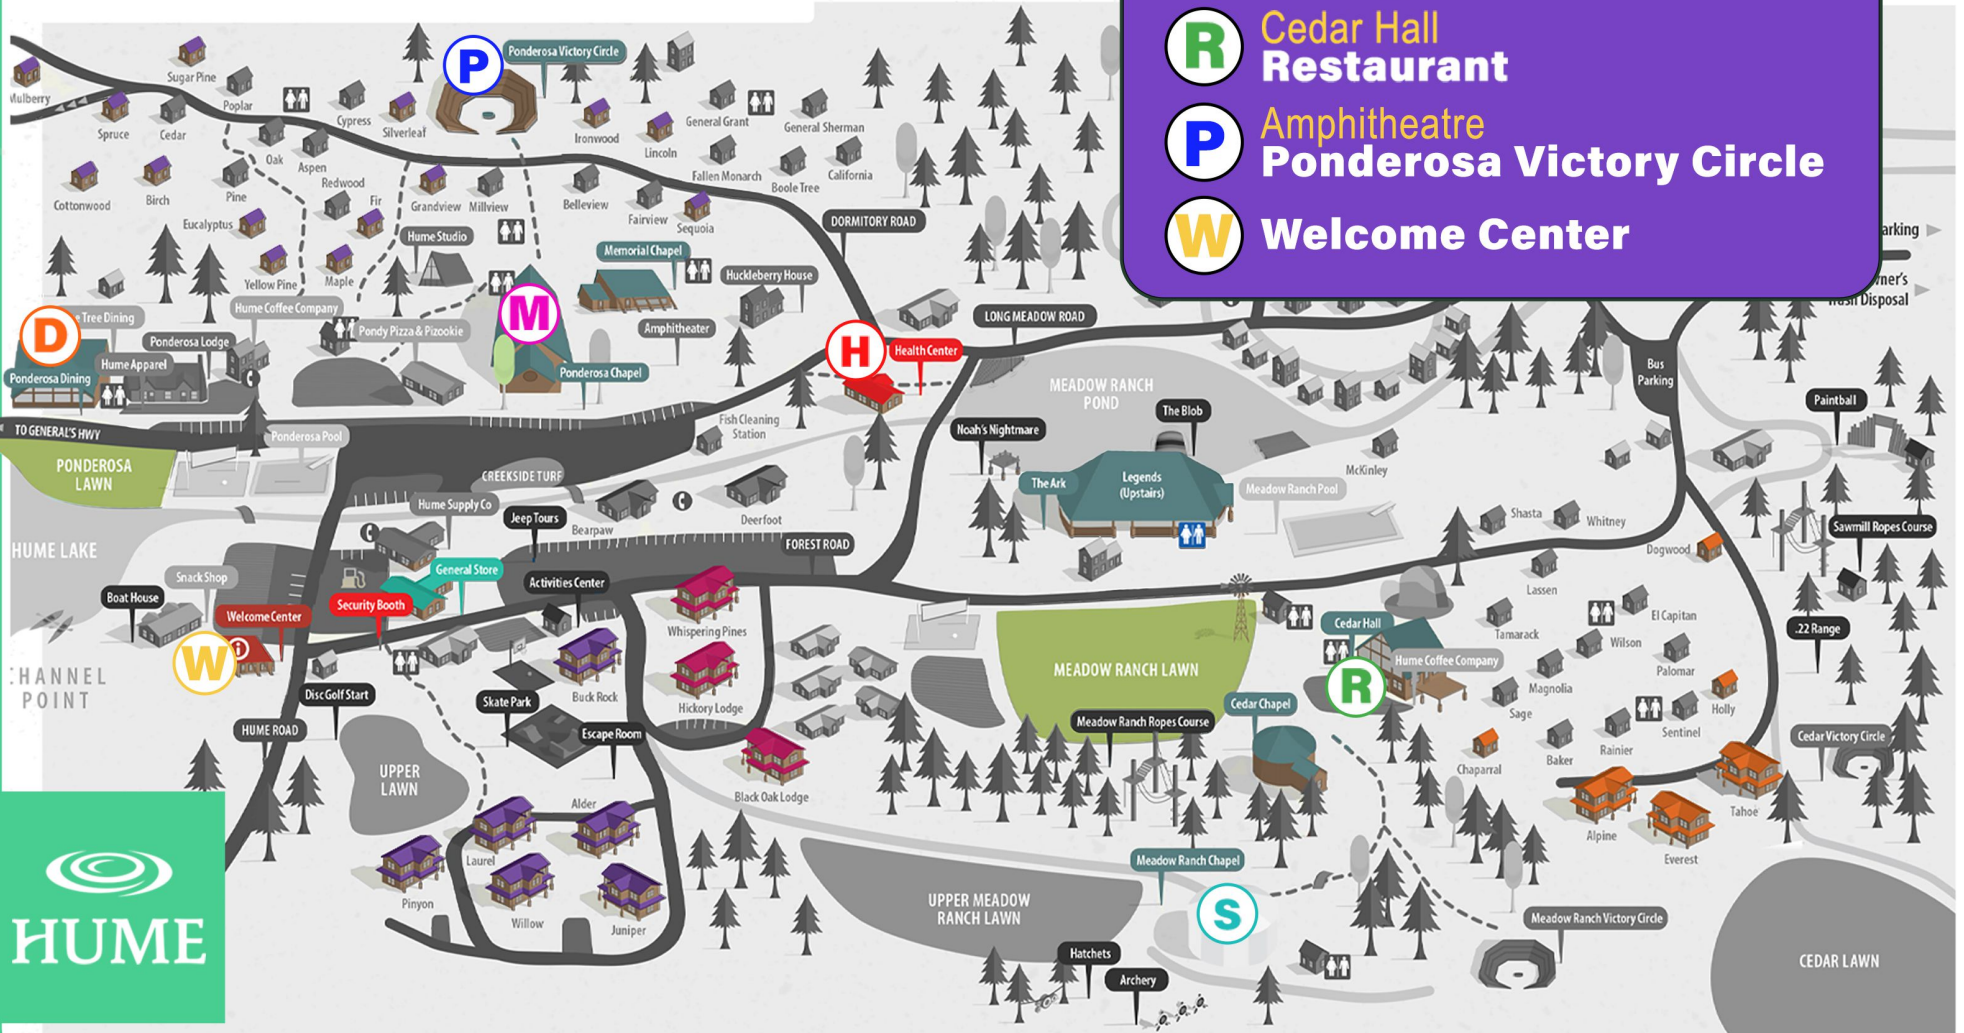 R
Cedar Hall
Restaurant
P
Amphitheatre
Ponderosa Victory Circle
W
Welcome Center
Mulberry
Sugar Pine
Spruce
Cedar
Poplar
Cypress
Silverleaf
P
Ponderosa Victory Circle
Ironwood
Lincoln
General Grant
General Sherman
Oak
Aspen
Redwood
Fir
Fallen Monarch
Boole Tree
California
Cottonwood
Birch
Pine
Grandview
Millview
Belleview
Fairview
Sequoia
Eucalyptus
Yellow Pine
Maple
Hume Studio
Memorial Chapel
DORMITORY ROAD
Huckleberry House
D
Tree Dining
Hume Coffee Company
Pondy Pizza & Pizookie
M
Amphitheater
LONG MEADOW ROAD
Ponderosa Lodge
Hume Apparel
Ponderosa Dining
Ponderosa Chapel
H
Health Center
MEADOW RANCH
POND
Bus
Parking
Disposal
Paintball
TO GENERAL'S HWY
Ponderosa Pool
Fish Cleaning
Station
Noah's Nightmare
The Blob
PONDEROSA
LAWN
CREEKSIDE TURF
The Ark
Legends
(Upstairs)
Meadow Ranch Pool
McKinley
Hume Supply Co
Jeep Tours
Bearpaw
Deerfoot
Shasta
Whitney
Sawmill Ropes Course
HUME LAKE
FOREST ROAD
Dogwood
Snack Shop
General Store
Activities Center
Lassen
Boat House
Welcome Center
Security Booth
Whispering Pines
Cedar Hall
Tamarack
El Capitan
.22 Range
W
Wilson
CHANNEL
POINT
Disc Golf Start
Skate Park
Buck Rock
Hickory Lodge
MEADOW RANCH LAWN
Hume Coffee Company
R
Magnolia
Palomar
Sage
Holly
HUME ROAD
Escape Room
Meadow Ranch Ropes Course
Cedar Chapel
Rainier
Sentinel
Cedar Victory Circle
Chaparral
Baker
UPPER
LAWN
Black Oak Lodge
Alder
Tahoe
Alpine
Everest
Laurel
Pinyon
Willow
Juniper
Meadow Ranch Chapel
UPPER MEADOW
RANCH LAWN
S
Meadow Ranch Victory Circle
Hatchets
Archery
CEDAR LAWN
HUME